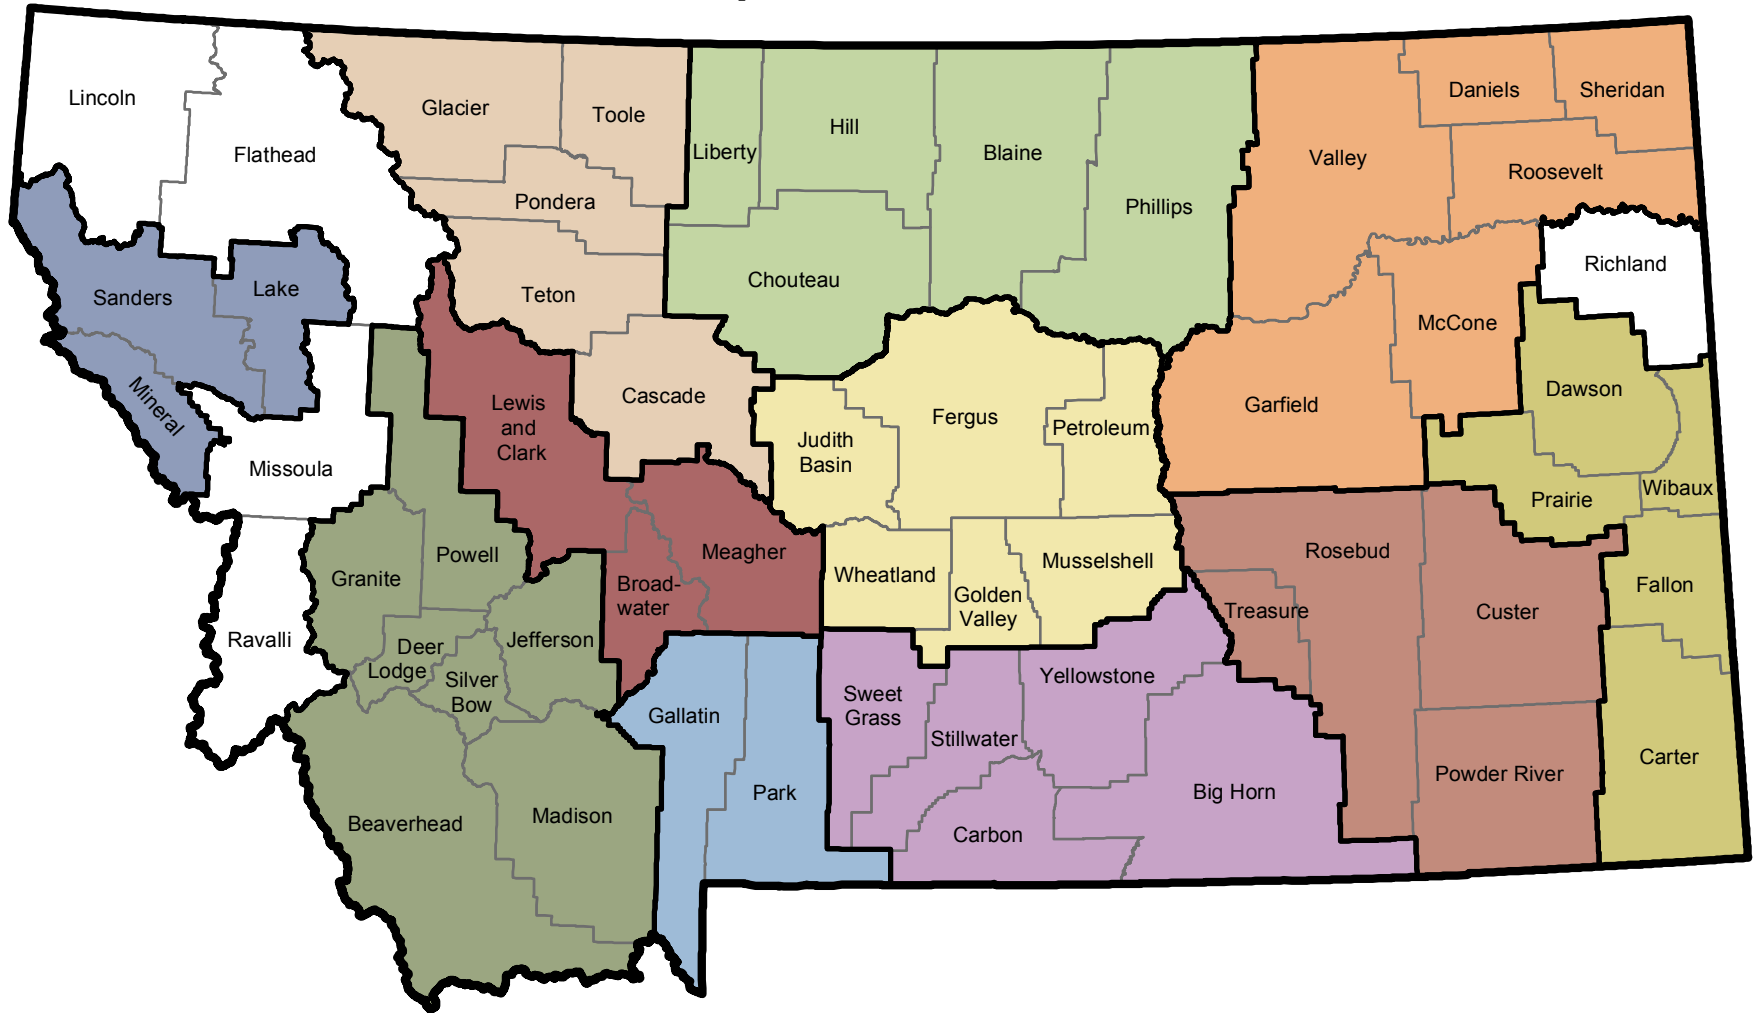 Lincoln
Flathead
Glacier
Toole
Liberty
Hill
Blaine
Phillips
Valley
Daniels
Sheridan
Roosevelt
Pondera
Teton
Chouteau
Richland
McCone
Sanders
Lake
Mineral
Missoula
Lewis
and
Clark
Cascade
Judith
Basin
Fergus
Petroleum
Garfield
Dawson
Prairie
Wibaux
Granite
Powell
Broad-
water
Meagher
Wheatland
Golden
Valley
Musselshell
Rosebud
Treasure
Custer
Fallon
Ravalli
Deer
Lodge
Silver
Bow
Jefferson
Gallatin
Park
Sweet
Grass
Stillwater
Yellowstone
Carbon
Big Horn
Powder River
Carter
Beaverhead
Madison